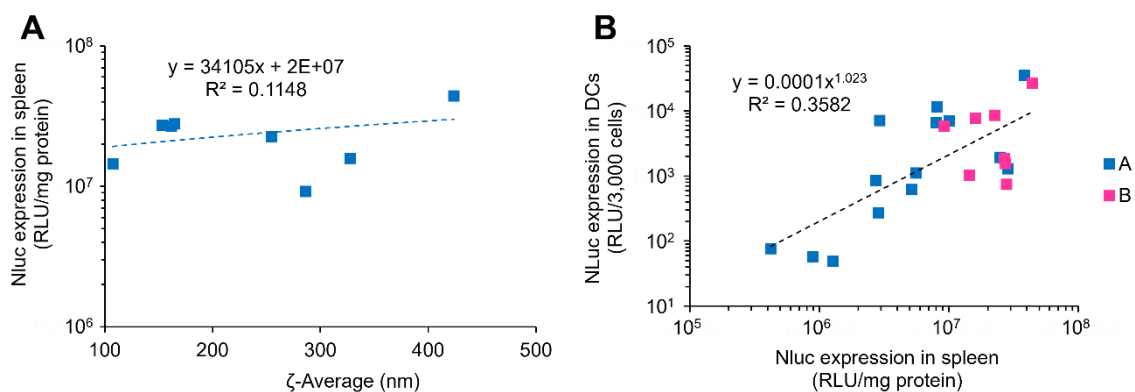 A
Nluc expression in spleen
(RLU/mg protein)
10⁸
10⁷
10⁶
y = 34105x + 2E+07
R² = 0.1148
100 200 300 400 500
ζ-Average (nm)
B
NLuc expression in DCs
(RLU/3,000 cells)
10⁵
10⁴
10³
10²
10¹
y = 0.0001x¹·⁰²³
R² = 0.3582
10⁵ 10⁶ 10⁷ 10⁸
Nluc expression in spleen
(RLU/mg protein)
A
B